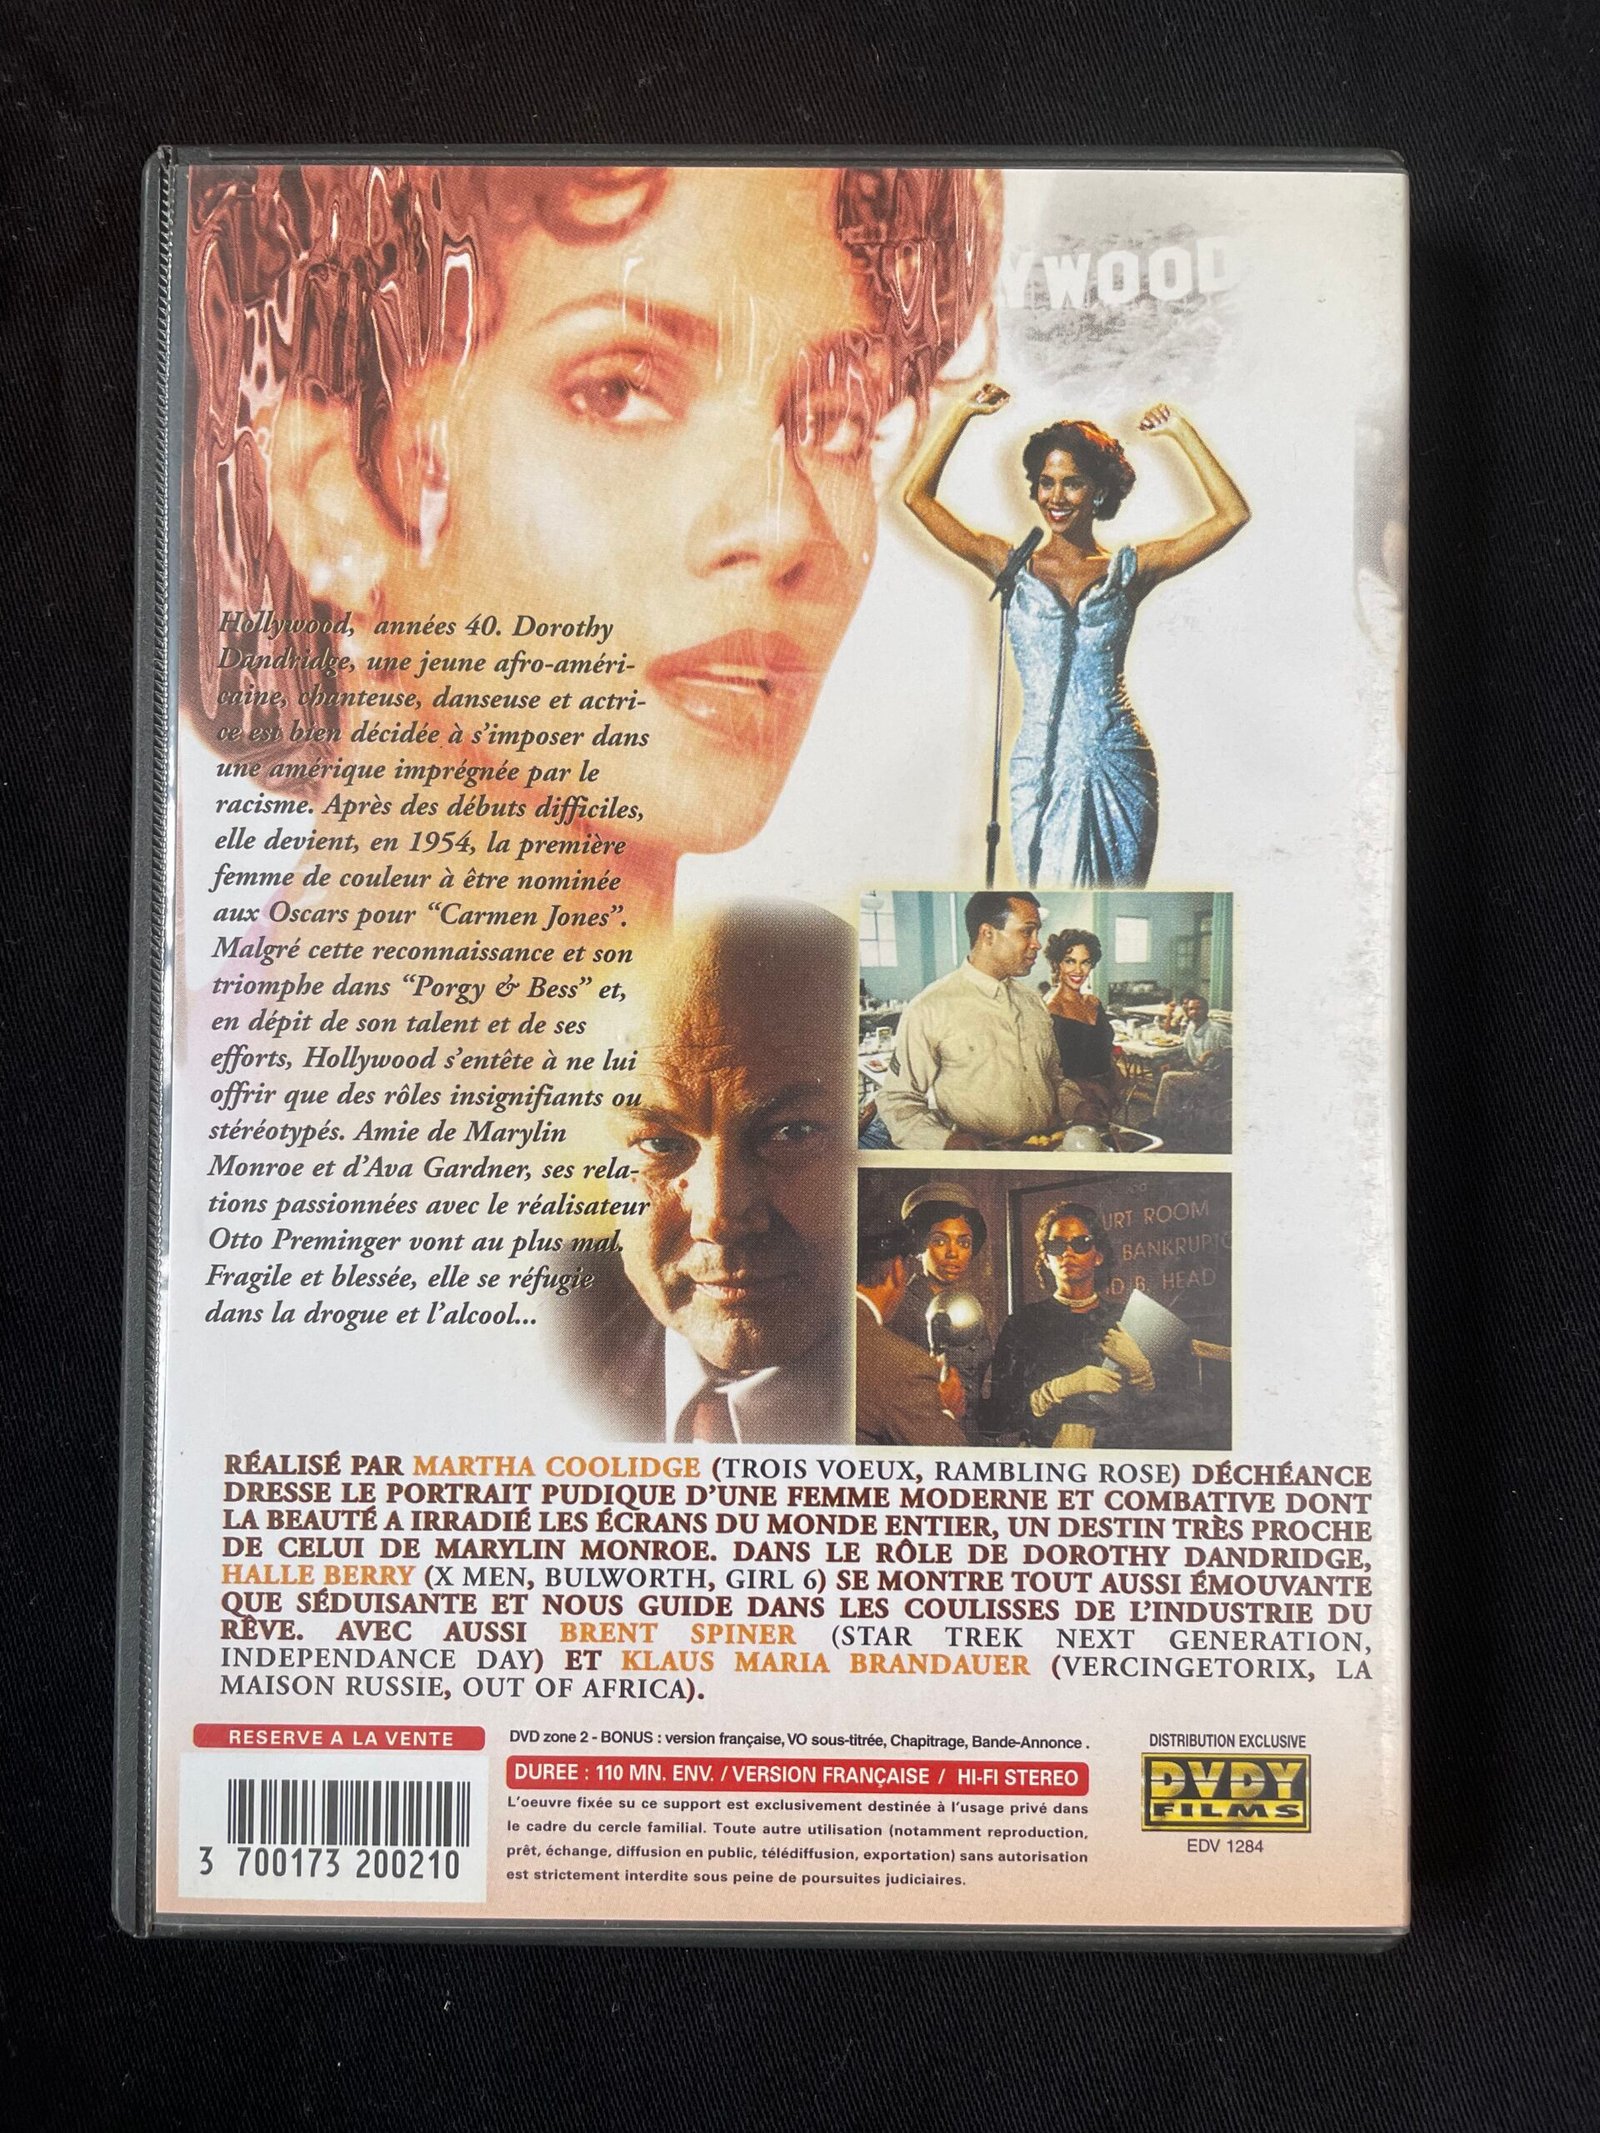 YWOOD
Hollywood, années 40. Dorothy
Dandridge, une jeune afro-améri-
caine, chanteuse, danseuse et actri-
ce est bien décidée à s'imposer dans
une amérique imprégnée par le
racisme. Après des débuts difficiles,
elle devient, en 1954, la première
femme de couleur à être nominée
aux Oscars pour “Carmen Jones”.
Malgré cette reconnaissance et son
triomphe dans “Porgy & Bess” et,
en dépit de son talent et de ses
efforts, Hollywood s'entête à ne lui
offrir que des rôles insignifiants ou
stéréotypés. Amie de Marylin
Monroe et d'Ava Gardner, ses rela-
tions passionnées avec le réalisateur
Otto Preminger vont au plus mal.
Fragile et blessée, elle se réfugie
dans la drogue et l'alcool...
URT ROOM
BANKRUPTC
D.B. HEAD
RÉALISÉ PAR MARTHA COOLIDGE (TROIS VOEUX, RAMBLING ROSE) DÉCHÉANCE
DRESSE LE PORTRAIT PUDIQUE D'UNE FEMME MODERNE ET COMBATIVE DONT
LA BEAUTÉ A IRRADIÉ LES ÉCRANS DU MONDE ENTIER, UN DESTIN TRÈS PROCHE
DE CELUI DE MARYLIN MONROE. DANS LE RÔLE DE DOROTHY DANDRIDGE,
HALLE BERRY (X MEN, BULWORTH, GIRL 6) SE MONTRE TOUT AUSSI ÉMOUVANTE
QUE SÉDUISANTE ET NOUS GUIDE DANS LES COULISSES DE L'INDUSTRIE DU
RÊVE. AVEC AUSSI BRENT SPINER (STAR TREK NEXT GENERATION,
INDEPENDANCE DAY) ET KLAUS MARIA BRANDAUER (VERCINGETORIX, LA
MAISON RUSSIE, OUT OF AFRICA).
RESERVE A LA VENTE
3 700173 200210
DVD zone 2 - BONUS : version française, VO sous-titrée, Chapitrage, Bande-Annonce .
DUREE : 110 MN. ENV. / VERSION FRANÇAISE / HI-FI STEREO
L'oeuvre fixée su ce support est exclusivement destinée à l'usage privé dans
le cadre du cercle familial. Toute autre utilisation (notamment reproduction,
prêt, échange, diffusion en public, télédiffusion, exportation) sans autorisation
est strictement interdite sous peine de poursuites judiciaires.
DISTRIBUTION EXCLUSIVE
DVDY
FILMS
EDV 1284